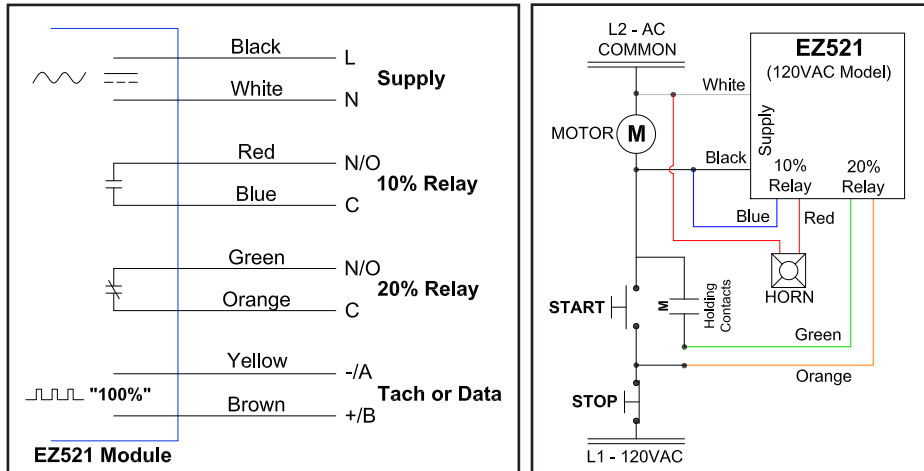 Black
L
Supply
White
N
Red
N/O
10% Relay
Blue
C
Green
N/O
20% Relay
Orange
C
Yellow
-/A
"100%"
Tach or Data
Brown
+/B
EZ521 Module
L2 - AC
COMMON
EZ521
(120VAC Model)
White
MOTOR
M
Supply
Black
10%
Relay
20%
Relay
Blue
Red
HORN
START
M
Holding
Contacts
Green
Orange
STOP
L1 - 120VAC